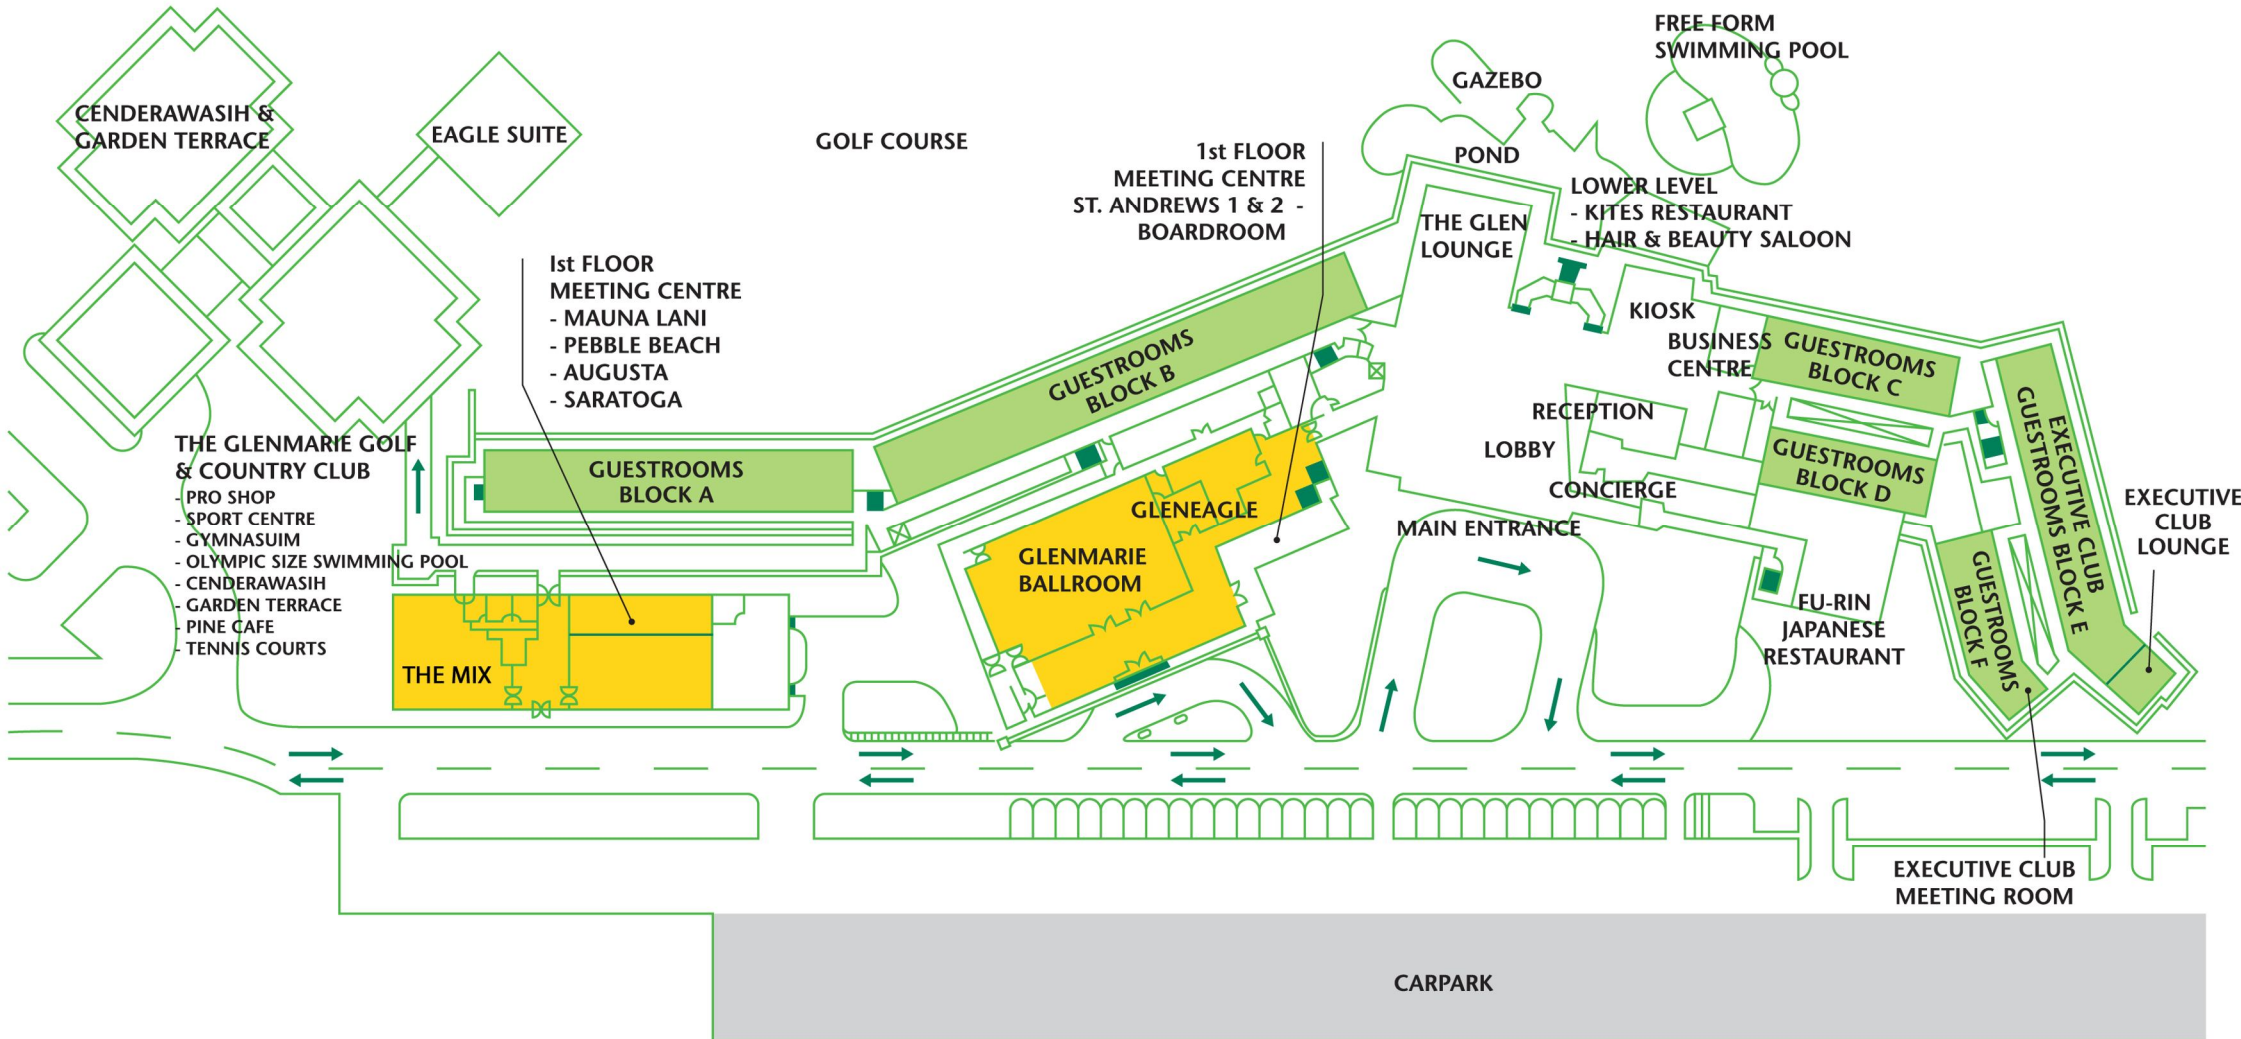 CENDERAWASIH &
GARDEN TERRACE
EAGLE SUITE
GOLF COURSE
FREE FORM
SWIMMING POOL
GAZEBO
POND
1st FLOOR
MEETING CENTRE
ST. ANDREWS 1 & 2 -
BOARDROOM
THE GLEN
LOUNGE
LOWER LEVEL
- KITES RESTAURANT
- HAIR & BEAUTY SALOON
Ist FLOOR
MEETING CENTRE
- MAUNA LANI
- PEBBLE BEACH
- AUGUSTA
- SARATOGA
KIOSK
BUSINESS
CENTRE
GUESTROOMS
BLOCK B
GUESTROOMS
BLOCK C
RECEPTION
LOBBY
CONCIERGE
GUESTROOMS
BLOCK D
EXECUTIVE CLUB
GUESTROOMS BLOCK E
THE GLENMARIE GOLF
& COUNTRY CLUB
- PRO SHOP
- SPORT CENTRE
- GYMNASUIM
- OLYMPIC SIZE SWIMMING POOL
- CENDERAWASIH
- GARDEN TERRACE
- PINE CAFE
- TENNIS COURTS
GUESTROOMS
BLOCK A
GLENEAGLE
GLENMARIE
BALLROOM
MAIN ENTRANCE
EXECUTIVE
CLUB
LOUNGE
GUESTROOMS
BLOCK F
FU-RIN
JAPANESE
RESTAURANT
THE MIX
EXECUTIVE CLUB
MEETING ROOM
CARPARK